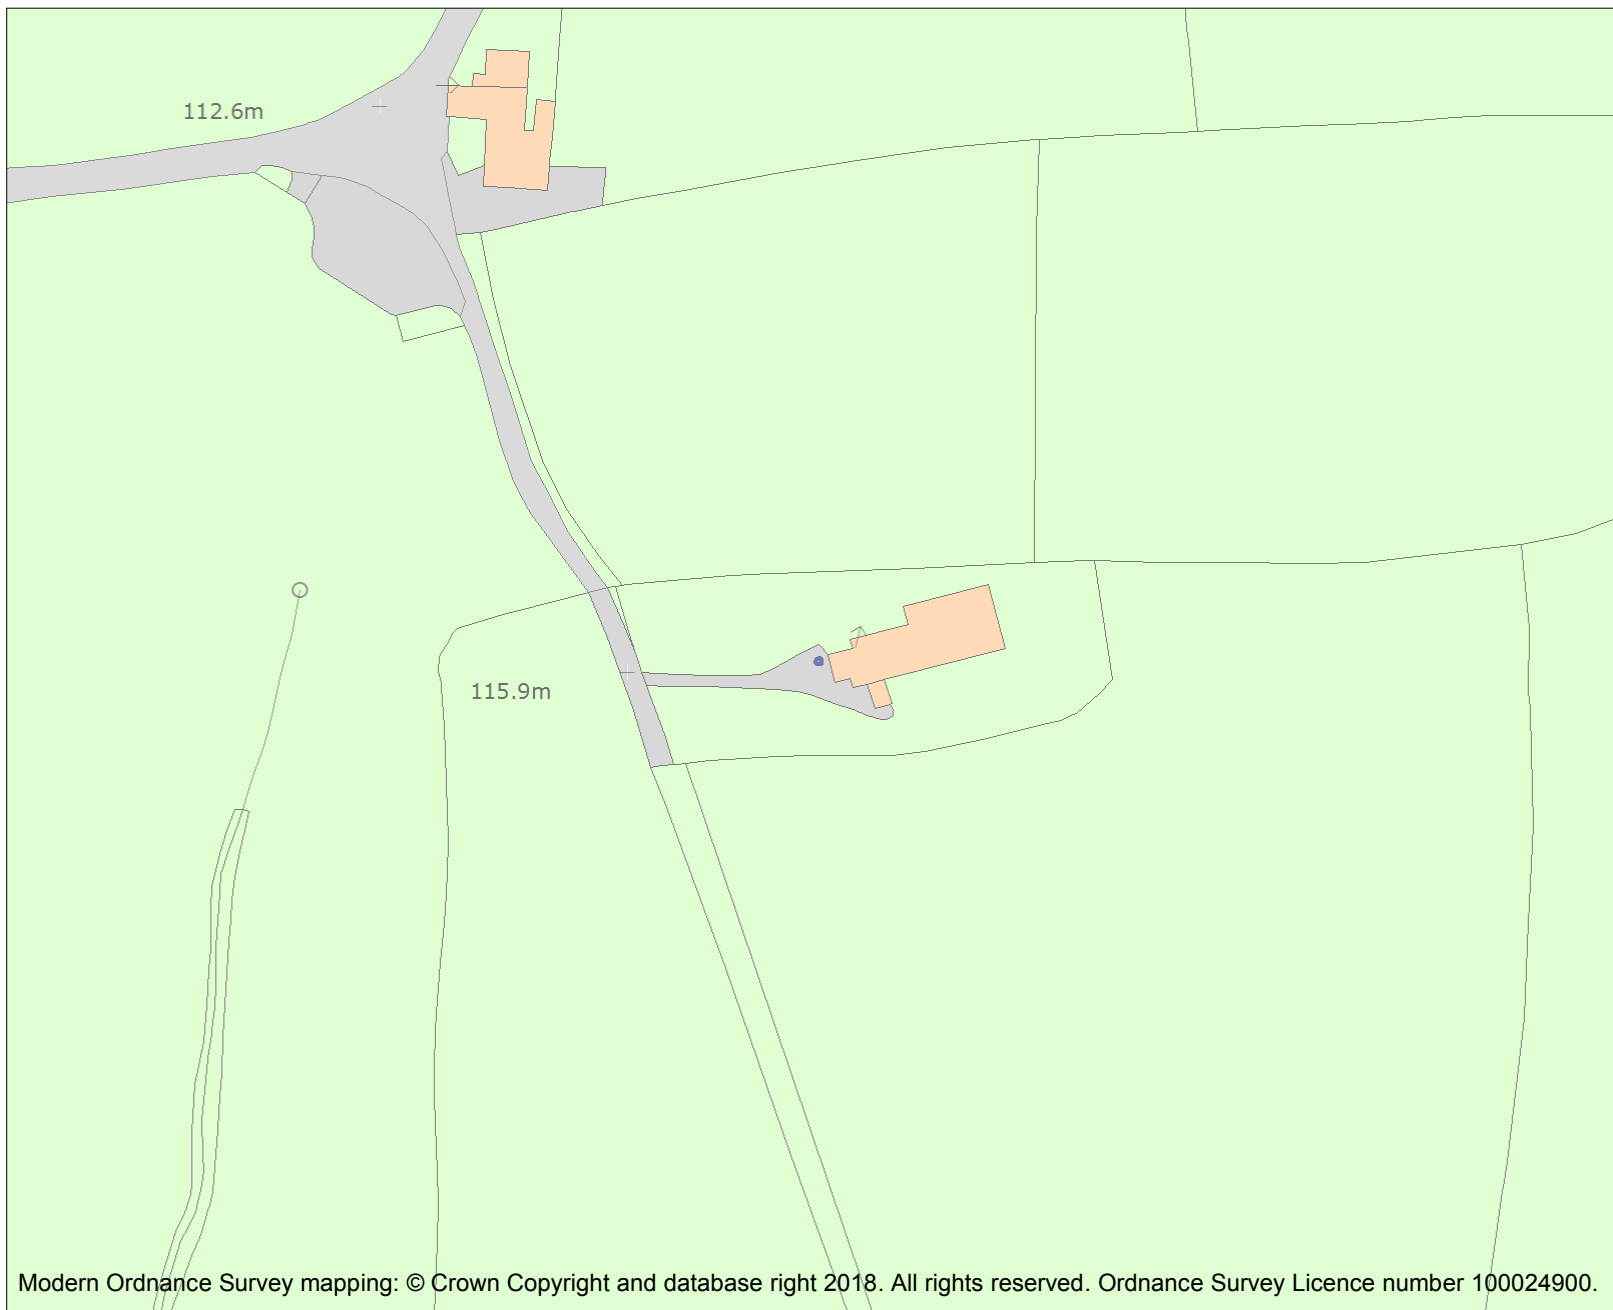 112.6m
115.9m
Modern Ordnance Survey mapping: © Crown Copyright and database right 2018. All rights reserved. Ordnance Survey Licence number 100024900.